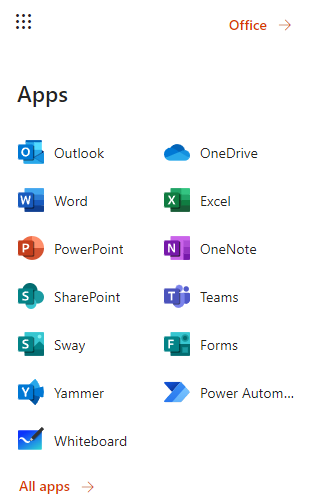 Office
Apps
Outlook
OneDrive
Word
Excel
PowerPoint
OneNote
SharePoint
Teams
Sway
Forms
Yammer
Power Autom...
Whiteboard
All apps